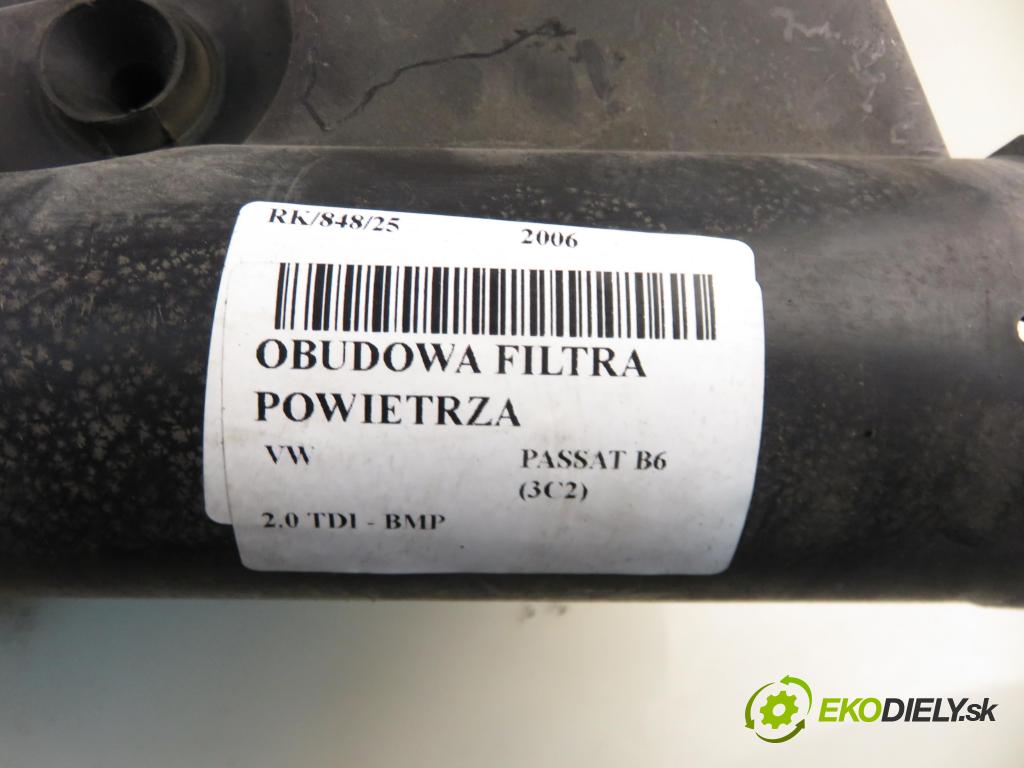 RK/848/25 2006
OBUDOWA FILTRA
POWIETRZA
VW PASSAT B6
(3C2)
2.0 TDI - BMP
EKODIELY.sk